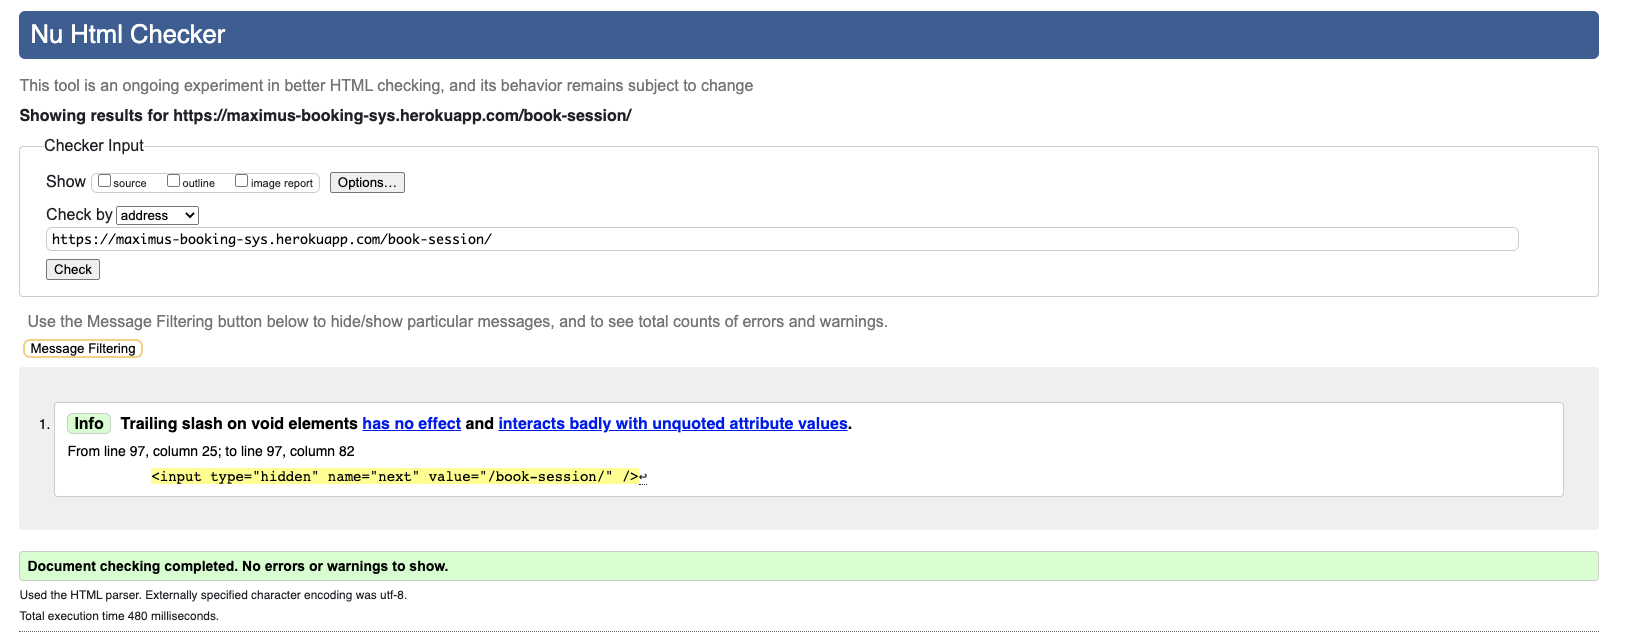 Nu Html Checker
This tool is an ongoing experiment in better HTML checking, and its behavior remains subject to change
Showing results for https://maximus-booking-sys.herokuapp.com/book-session/
Checker Input
Show source outline image report Options...
Check by address
https://maximus-booking-sys.herokuapp.com/book-session/
Check
Use the Message Filtering button below to hide/show particular messages, and to see total counts of errors and warnings.
Message Filtering
1. Info Trailing slash on void elements has no effect and interacts badly with unquoted attribute values.
From line 97, column 25; to line 97, column 82
<input type="hidden" name="next" value="/book-session/" />↩
Document checking completed. No errors or warnings to show.
Used the HTML parser. Externally specified character encoding was utf-8.
Total execution time 480 milliseconds.